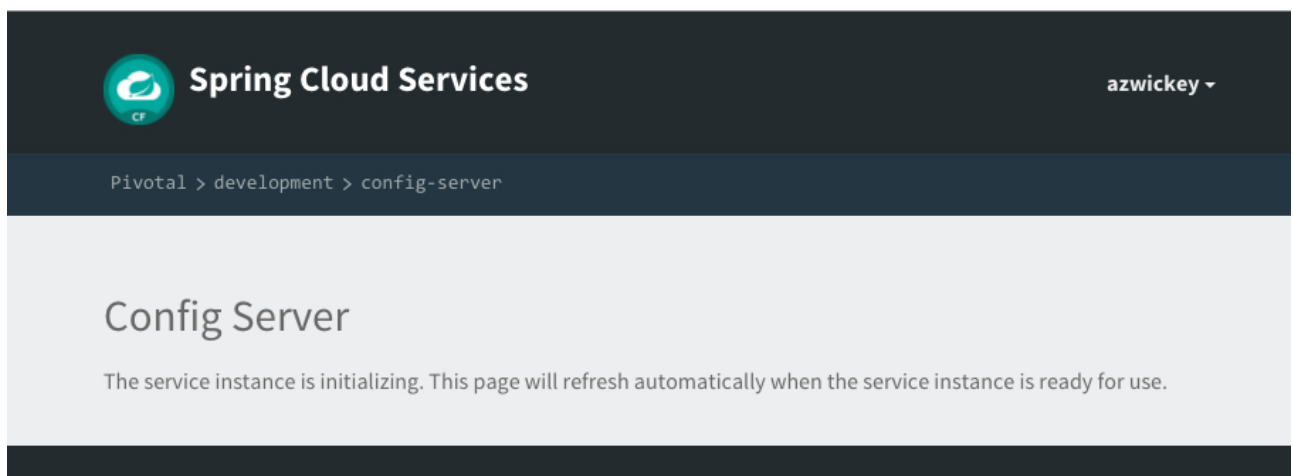 Spring Cloud Services
CF
azwickey
Pivotal > development > config-server
Config Server
The service instance is initializing. This page will refresh automatically when the service instance is ready for use.